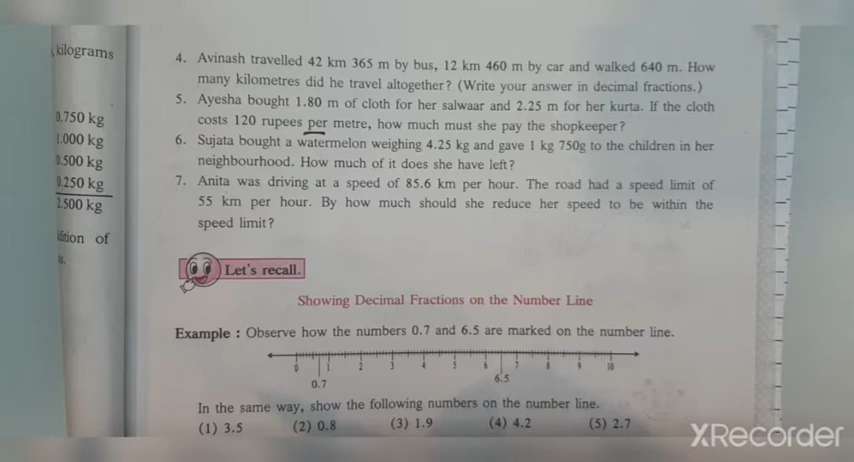 kilograms
0.750 kg
1.000 kg
0.500 kg
0.250 kg
2.500 kg
dition of
4. Avinash travelled 42 km 365 m by bus, 12 km 460 m by car and walked 640 m. How
many kilometres did he travel altogether? (Write your answer in decimal fractions.)
5. Ayesha bought 1.80 m of cloth for her salwaar and 2.25 m for her kurta. If the cloth
costs 120 rupees per metre, how much must she pay the shopkeeper?
6. Sujata bought a watermelon weighing 4.25 kg and gave 1 kg 750g to the children in her
neighbourhood. How much of it does she have left?
7. Anita was driving at a speed of 85.6 km per hour. The road had a speed limit of
55 km per hour. By how much should she reduce her speed to be within the
speed limit?
Let's recall.
Showing Decimal Fractions on the Number Line
Example : Observe how the numbers 0.7 and 6.5 are marked on the number line.
0 1 2 3 4 5 6 7 8 9 10
0.7 6.5
In the same way, show the following numbers on the number line.
(1) 3.5 (2) 0.8 (3) 1.9 (4) 4.2 (5) 2.7
XRecorder